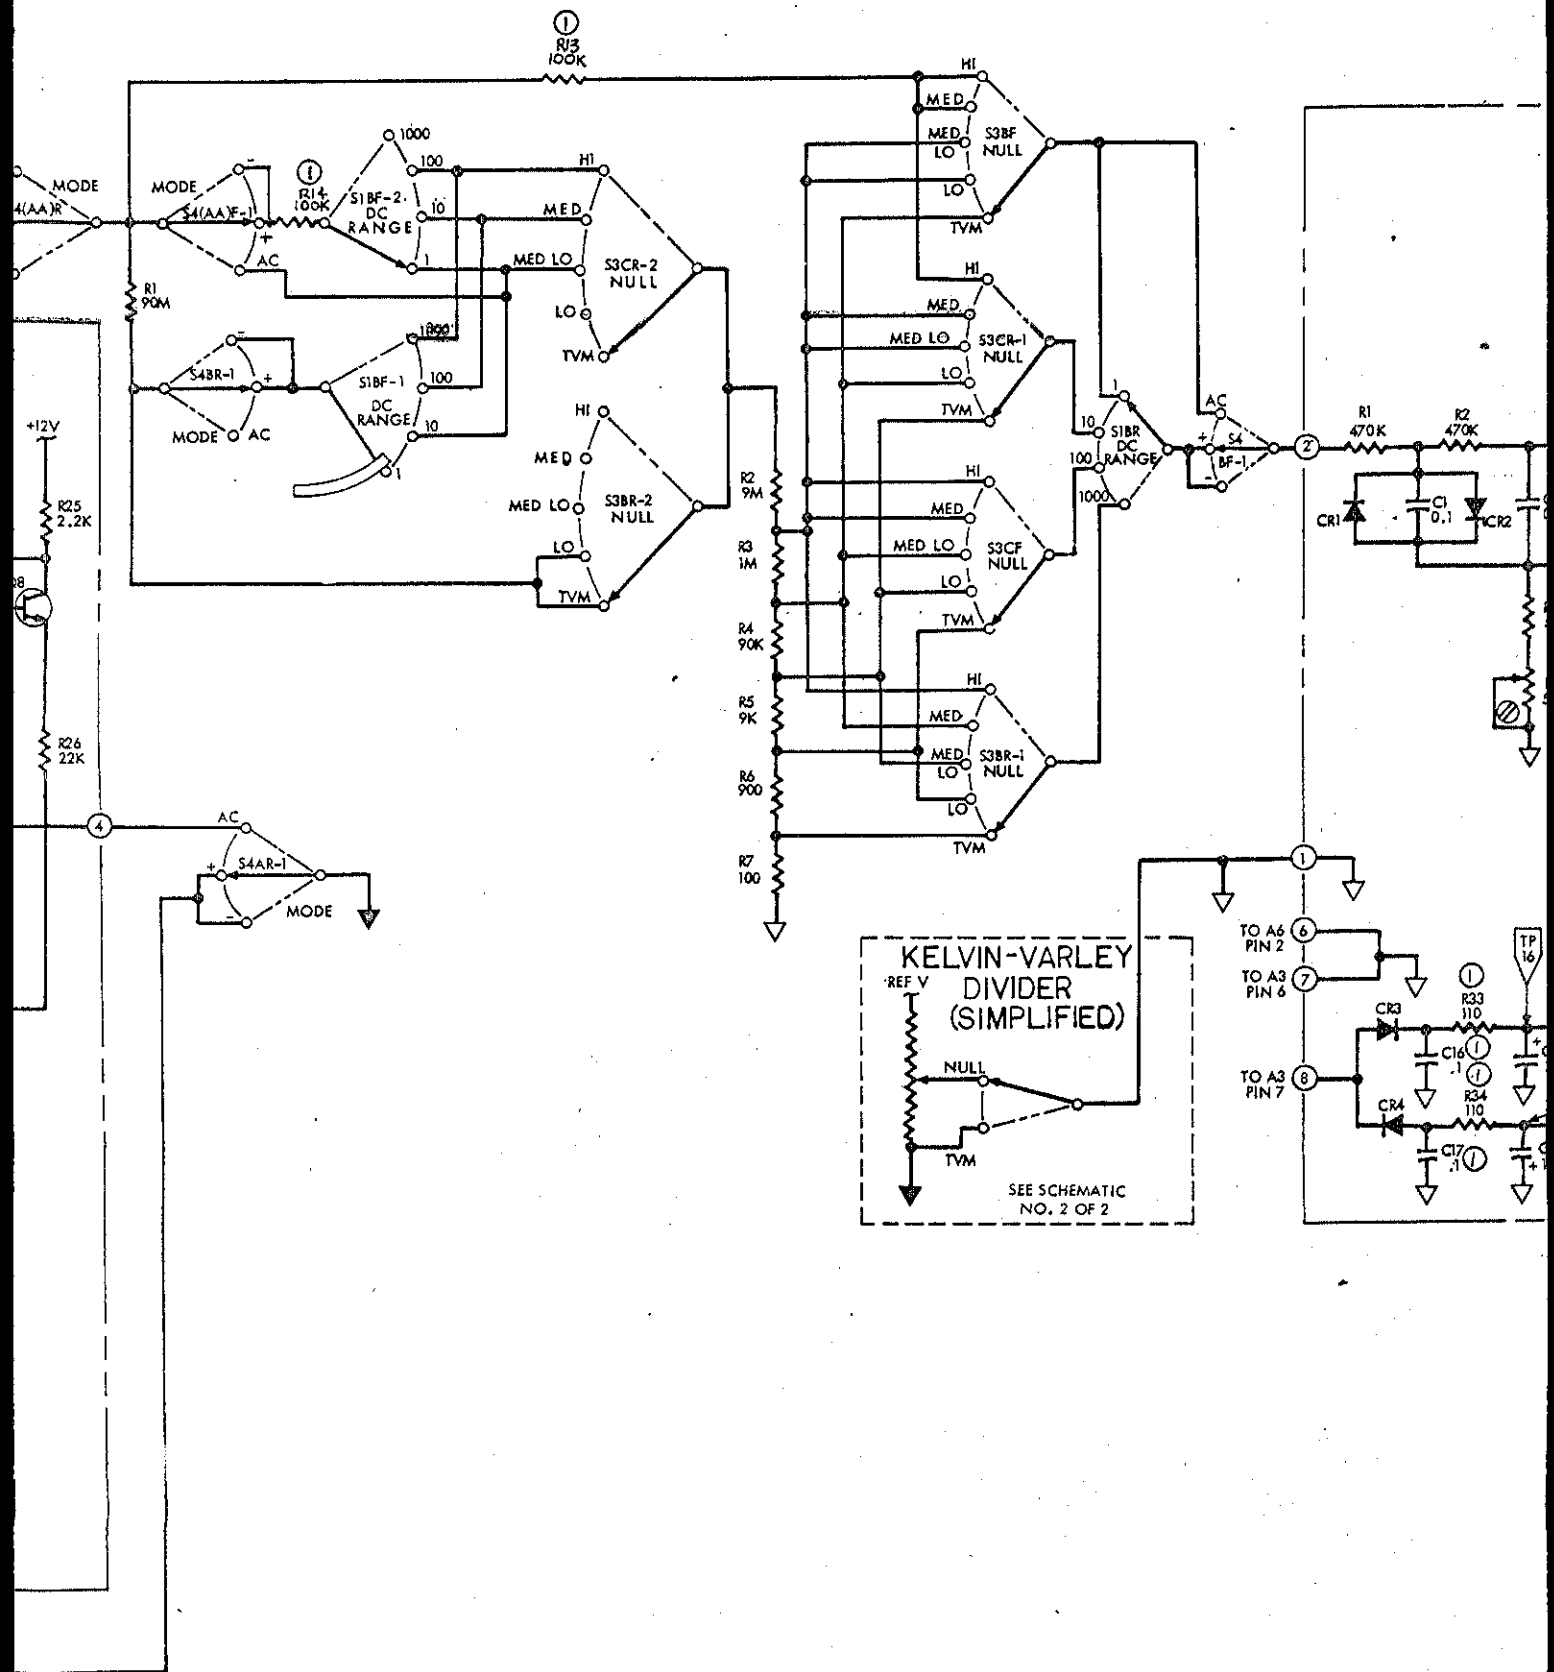 1
R13
100K
HI
MED
MED
LO
LO
TVM
S3BF
NULL
1000
100
10
1
MODE
4(AA)R
MODE
-
S4(AA)F-1
+
AC
1
R14
100K
S1BF-2
DC
RANGE
HI
MED
MED LO
LO
TVM
S3CR-2
NULL
R1
90M
S4BR-1
-
+
MODE
AC
S1BF-1
DC
RANGE
100
10
1
HI
MED
MED LO
LO
TVM
S3BR-2
NULL
HI
MED
MED LO
LO
TVM
S3CR-1
NULL
HI
MED
MED LO
LO
TVM
S3CF
NULL
HI
MED
MED
LO
LO
TVM
S3BR-1
NULL
R2
9M
R3
1M
R4
90K
R5
9K
R6
900
R7
100
1
10
100
1000
S1BR
DC
RANGE
AC
+
S4
BF-1
-
2
R1
470K
R2
470K
CR1
C1
0.1
CR2
+12V
R25
2.2K
Q8
R26
22K
4
AC
+
S4AR-1
-
MODE
1
TO A6
PIN 2
6
TO A3
PIN 6
7
TO A3
PIN 7
8
TP
16
1
R33
110
CR3
C16
.1
1
1
R34
110
CR4
C17
.1
1
+
+
KELVIN-VARLEY
DIVIDER
(SIMPLIFIED)
REF V
NULL
TVM
SEE SCHEMATIC
NO. 2 OF 2